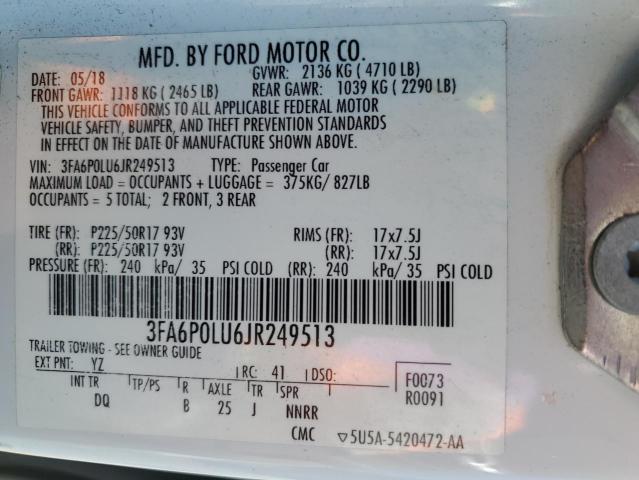 MFD. BY FORD MOTOR CO.
DATE: 05/18 GVWR: 2136 KG ( 4710 LB)
FRONT GAWR: 1118 KG ( 2465 LB) REAR GAWR: 1039 KG ( 2290 LB)
THIS VEHICLE CONFORMS TO ALL APPLICABLE FEDERAL MOTOR
VEHICLE SAFETY, BUMPER, AND THEFT PREVENTION STANDARDS
IN EFFECT ON THE DATE OF MANUFACTURE SHOWN ABOVE.
VIN: 3FA6P0LU6JR249513 TYPE: Passenger Car
MAXIMUM LOAD = OCCUPANTS + LUGGAGE = 375KG/ 827LB
OCCUPANTS = 5 TOTAL; 2 FRONT, 3 REAR
TIRE (FR): P225/50R17 93V RIMS (FR): 17x7.5J
(RR): P225/50R17 93V (RR): 17x7.5J
PRESSURE (FR): 240 kPa/ 35 PSI COLD (RR): 240 kPa/ 35 PSI COLD
3FA6P0LU6JR249513
TRAILER TOWING - SEE OWNER GUIDE
EXT PNT: YZ RC: 41 DSO: F0073
INT TR TP/PS R AXLE TR SPR R0091
DQ B 25 J NNRR
CMC ▽5U5A-5420472-AA